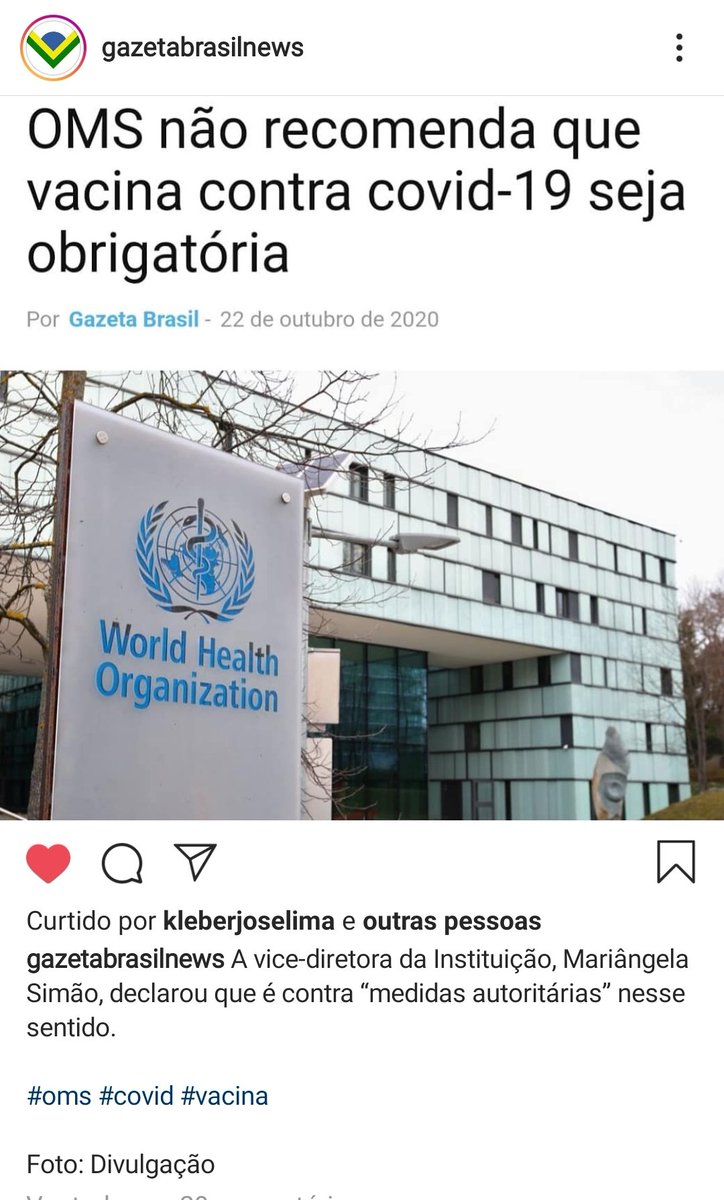 gazetabrasilnews
OMS não recomenda que
vacina contra covid-19 seja
obrigatória
Por Gazeta Brasil - 22 de outubro de 2020
World Health
Organization
Curtido por kleberjoselima e outras pessoas
gazetabrasilnews A vice-diretora da Instituição, Mariângela
Simão, declarou que é contra “medidas autoritárias” nesse
sentido.
#oms #covid #vacina
Foto: Divulgação